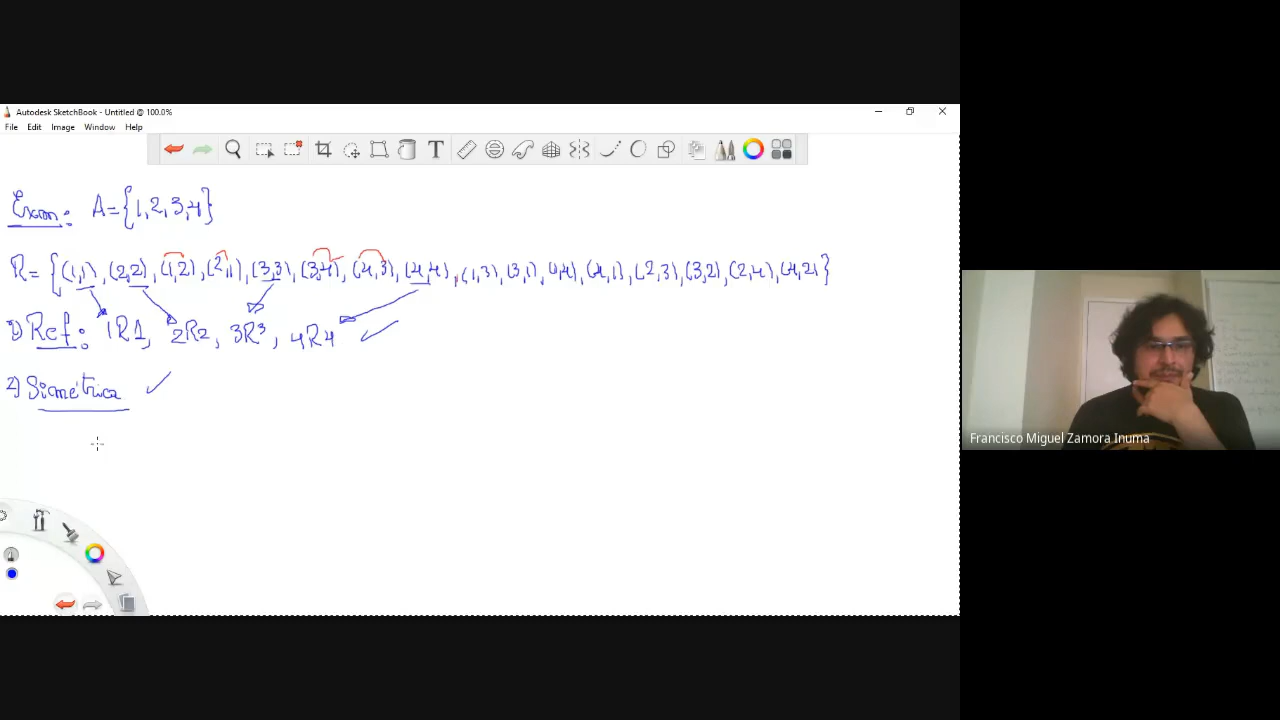 Autodesk SketchBook - Untitled @ 100.0%
File Edit Image Window Help
T
Exam: A={1,2,3,4}
R= {(1,1), (2,2), (1,2), (2,1), (3,3), (3,4), (4,3), (4,4), (1,3), (3,1), (1,4), (4,1), (2,3), (3,2), (2,4), (4,2)}
1) Ref: 1R1, 2R2, 3R3, 4R4 ✓
2) Simétrica ✓
Francisco Miguel Zamora Inuma